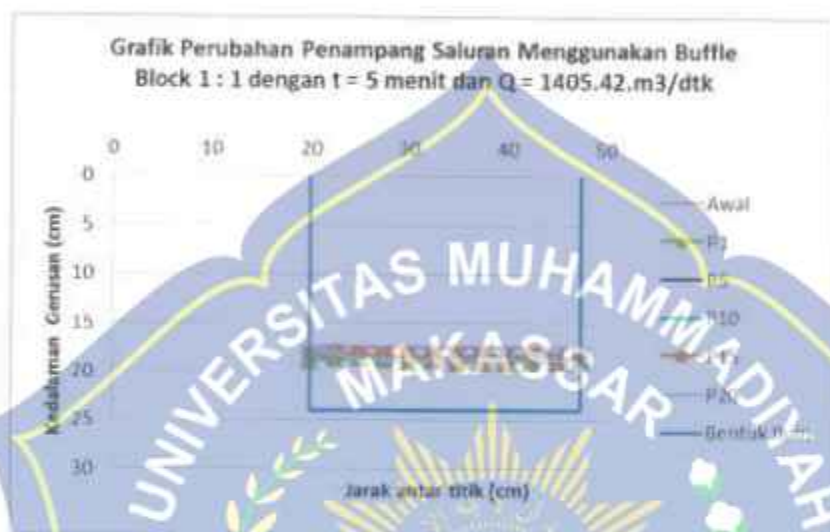 Grafik Perubahan Penampang Saluran Menggunakan Buffle
Block 1 : 1 dengan t = 5 menit dan Q = 1405.42.m3/dtk
0 10 20 30 40 50
0
5
10
15
20
25
30
Kedalaman Gerusan (cm)
Jarak antar titik (cm)
Awal
P1
P5
P10
P15
P20
Bentuk
UNIVERSITAS MUHAMMADIYAH
MAKASSAR